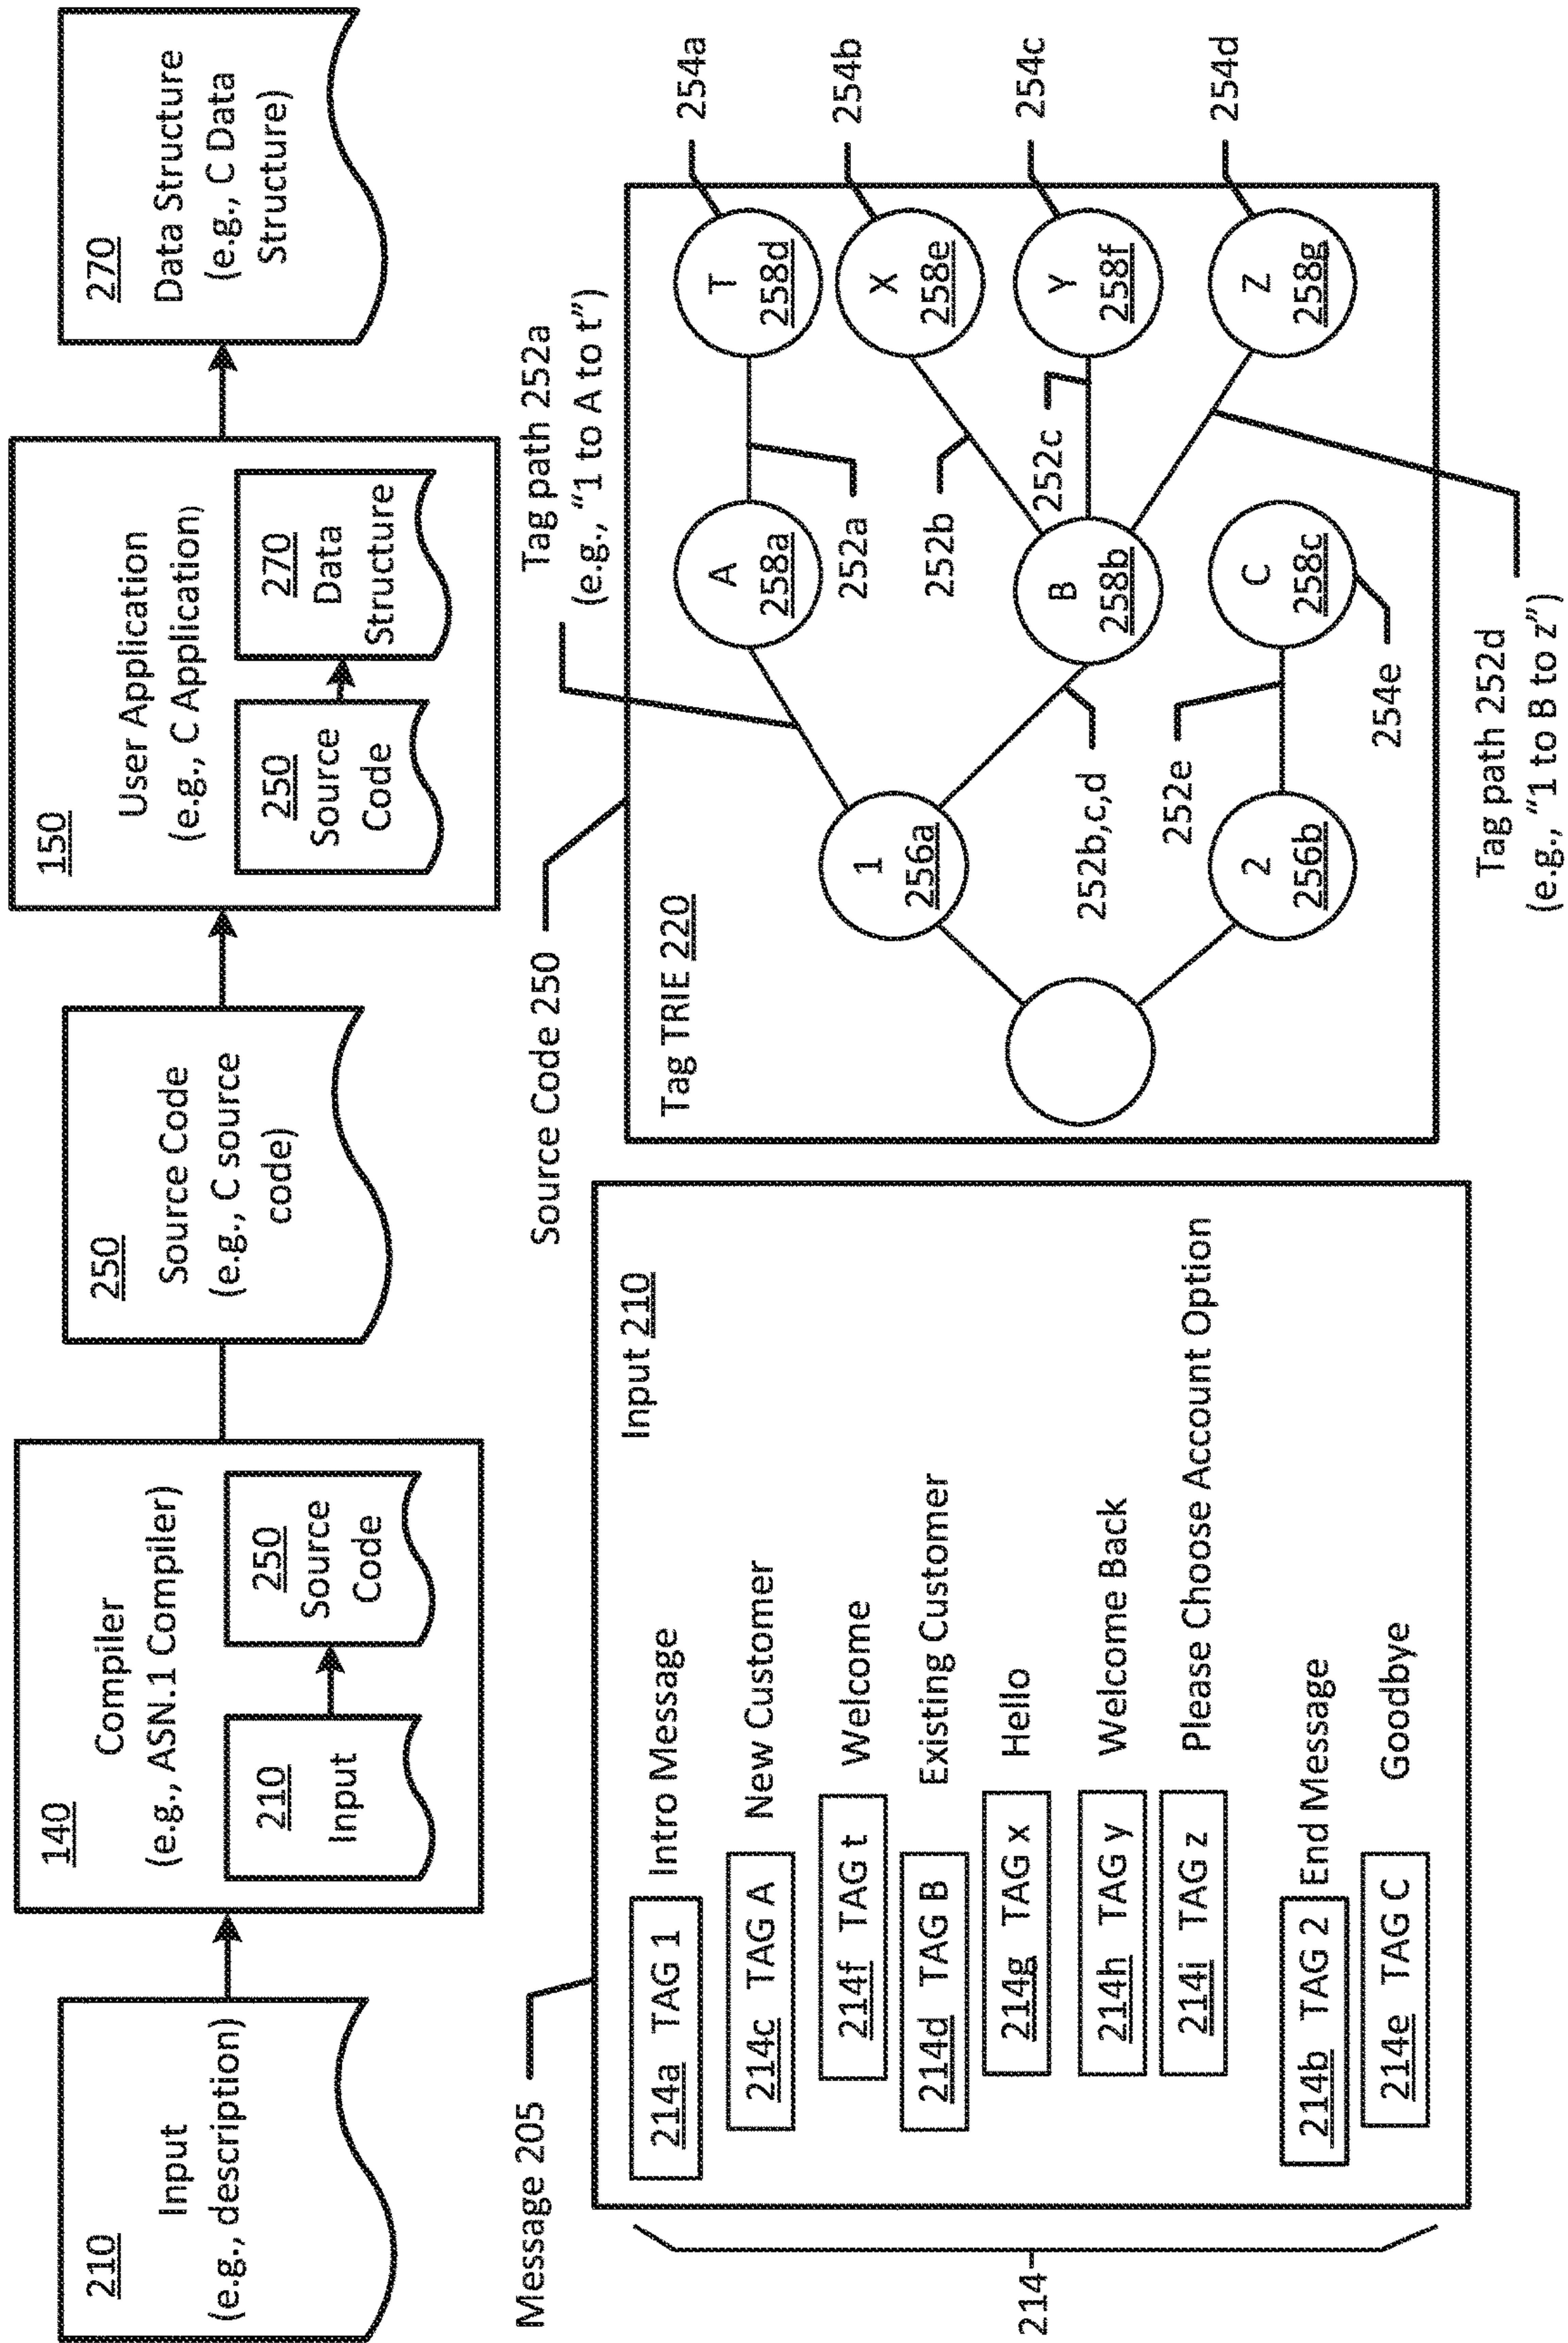 210
Input
(e.g., description)
140
Compiler
(e.g., ASN.1 Compiler)
210
Input
250
Source
Code
250
Source Code
(e.g., C source
code)
150
User Application
(e.g., C Application)
250
Source
Code
270
Data
Structure
270
Data Structure
(e.g., C Data
Structure)
Message 205
Input 210
214
214a TAG 1 Intro Message
214c TAG A New Customer
214f TAG t Welcome
214d TAG B Existing Customer
214g TAG x Hello
214h TAG y Welcome Back
214i TAG z Please Choose Account Option
214b TAG 2 End Message
214e TAG C Goodbye
Source Code 250
Tag TRIE 220
Tag path 252a
(e.g., “1 to A to t”)
1
256a
2
256b
A
258a
B
258b
C
258c
T
258d
X
258e
Y
258f
Z
258g
252a
252b
252c
252b,c,d
252e
254a
254b
254c
254d
254e
Tag path 252d
(e.g., “1 to B to z”)